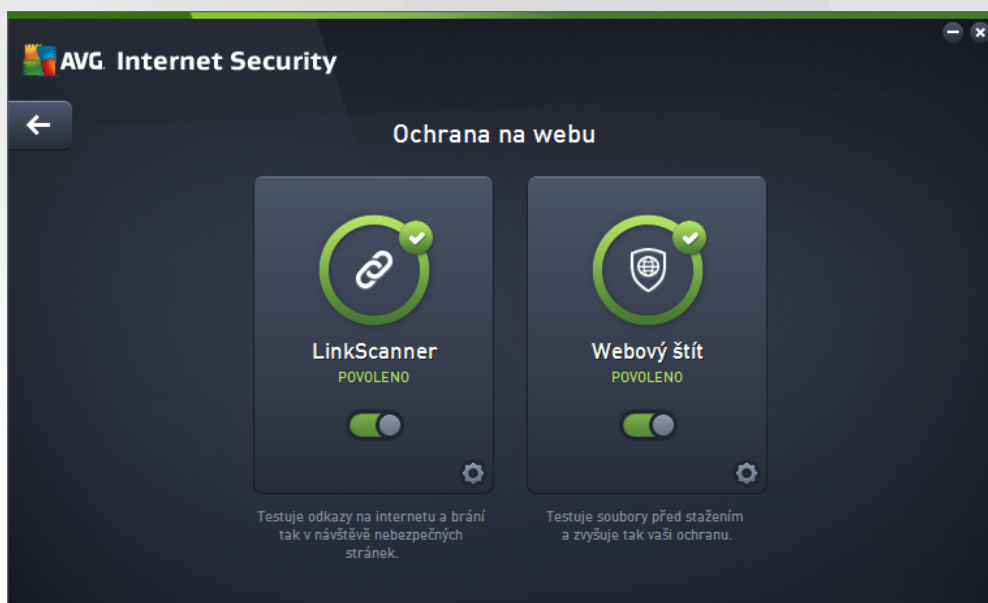 AVG. Internet Security
Ochrana na webu
LinkScanner
POVOLENO
Testuje odkazy na internetu a brání
tak v návštěvě nebezpečných
stránek.
Webový štít
POVOLENO
Testuje soubory před stažením
a zvyšuje tak vaši ochranu.